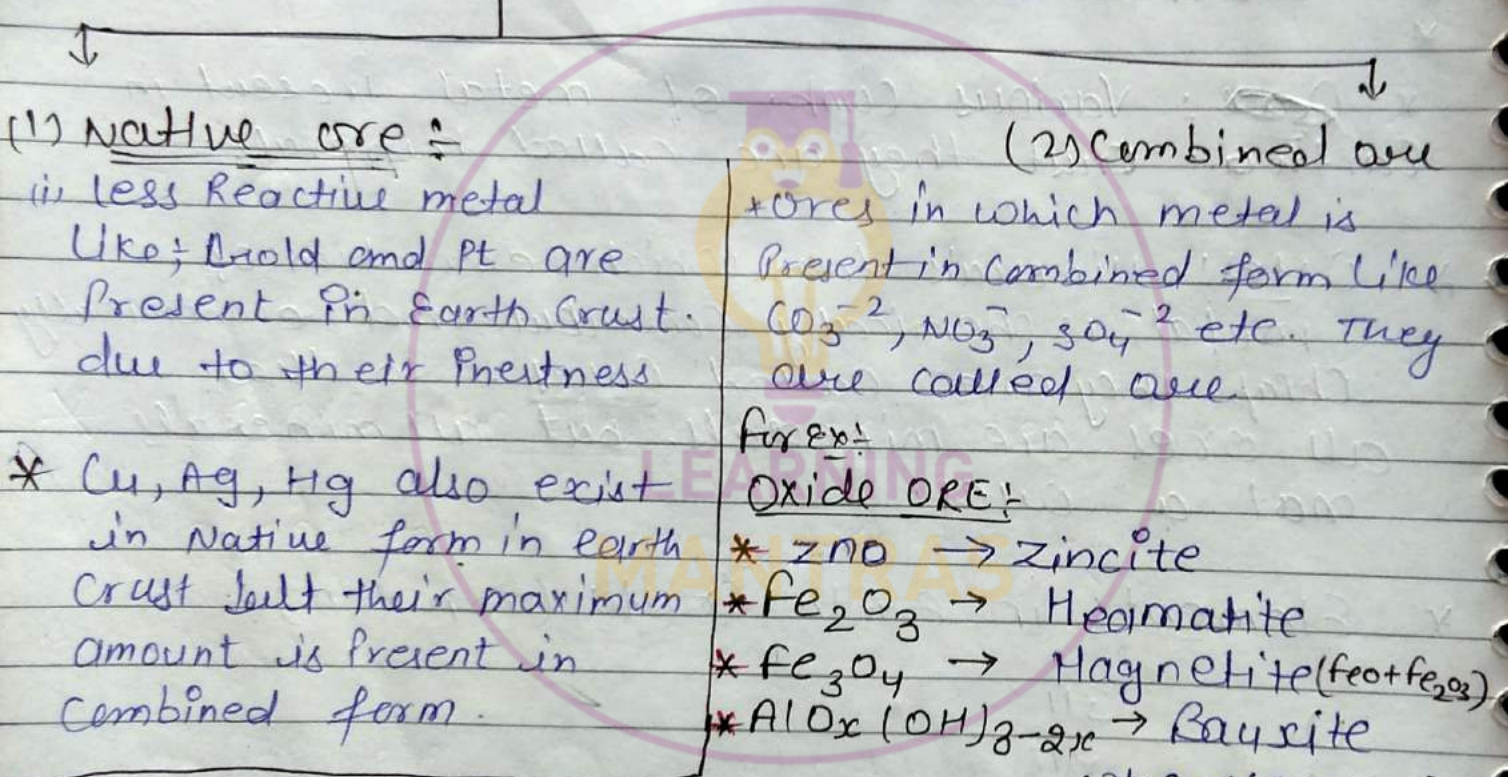 (1) Native ore :-
(i) less Reactive metal
like :- Gold and Pt are
Present in Earth Crust.
due to their inertness
* Cu, Ag, Hg also exist
in Native form in earth
Crust but their maximum
amount is Present in
Combined form.
(2) Combined ore
* Ores in which metal is
Present in Combined form like
CO₃⁻², NO₃⁻, SO₄⁻² etc. They
are called ore
for Ex:-
Oxide ORE:-
* ZnO → Zincite
* Fe₂O₃ → Heamatite
* Fe₃O₄ → Magnetite (FeO+Fe₂O₃)
* AlOx (OH)₃₋₂ₓ → Bauxite
LEARNING
MANTRAS